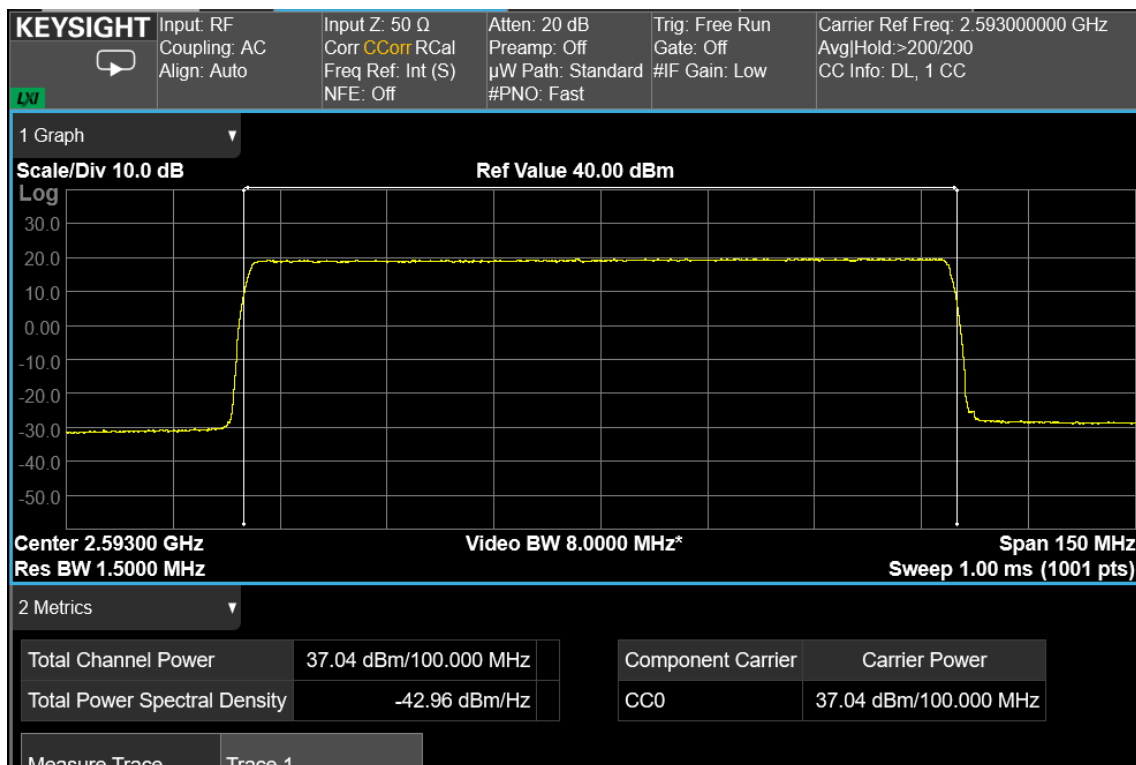 KEYSIGHT
LXI
Input: RF
Coupling: AC
Align: Auto
Input Z: 50 Ω
Corr CCorr RCal
Freq Ref: Int (S)
NFE: Off
Atten: 20 dB
Preamp: Off
µW Path: Standard
#PNO: Fast
Trig: Free Run
Gate: Off
#IF Gain: Low
Carrier Ref Freq: 2.593000000 GHz
Avg|Hold:>200/200
CC Info: DL, 1 CC
1 Graph
Scale/Div 10.0 dB
Ref Value 40.00 dBm
Log
30.0
20.0
10.0
0.00
-10.0
-20.0
-30.0
-40.0
-50.0
Center 2.59300 GHz
Video BW 8.0000 MHz*
Span 150 MHz
Res BW 1.5000 MHz
Sweep 1.00 ms (1001 pts)
2 Metrics
Total Channel Power 37.04 dBm/100.000 MHz
Total Power Spectral Density -42.96 dBm/Hz
Component Carrier Carrier Power
CC0 37.04 dBm/100.000 MHz
Measure Trace Trace 1